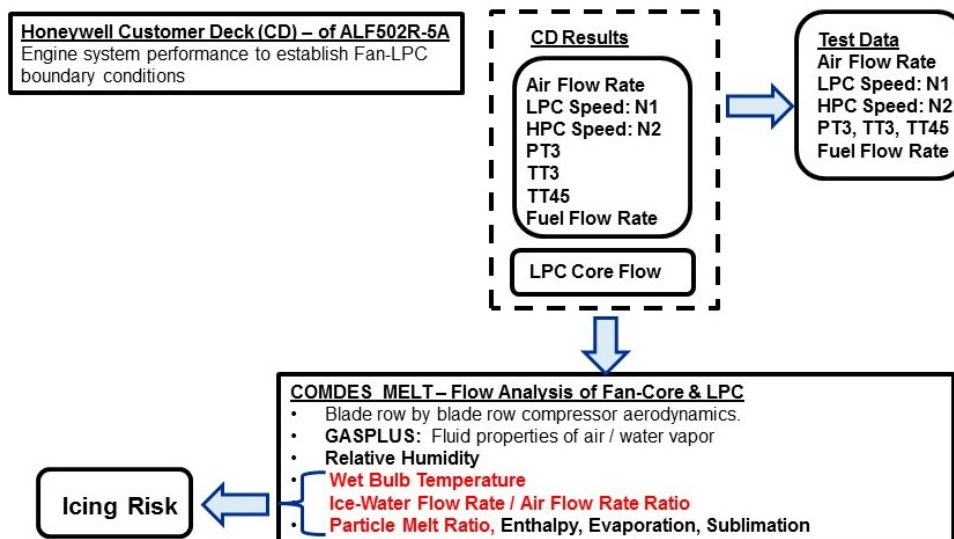 Honeywell Customer Deck (CD) – of ALF502R-5A
Engine system performance to establish Fan-LPC
boundary conditions
CD Results
Air Flow Rate
LPC Speed: N1
HPC Speed: N2
PT3
TT3
TT45
Fuel Flow Rate
LPC Core Flow
Test Data
Air Flow Rate
LPC Speed: N1
HPC Speed: N2
PT3, TT3, TT45
Fuel Flow Rate
COMDES_MELT – Flow Analysis of Fan-Core & LPC
• Blade row by blade row compressor aerodynamics.
• GASPLUS: Fluid properties of air / water vapor
• Relative Humidity
• Wet Bulb Temperature
Ice-Water Flow Rate / Air Flow Rate Ratio
• Particle Melt Ratio, Enthalpy, Evaporation, Sublimation
Icing Risk